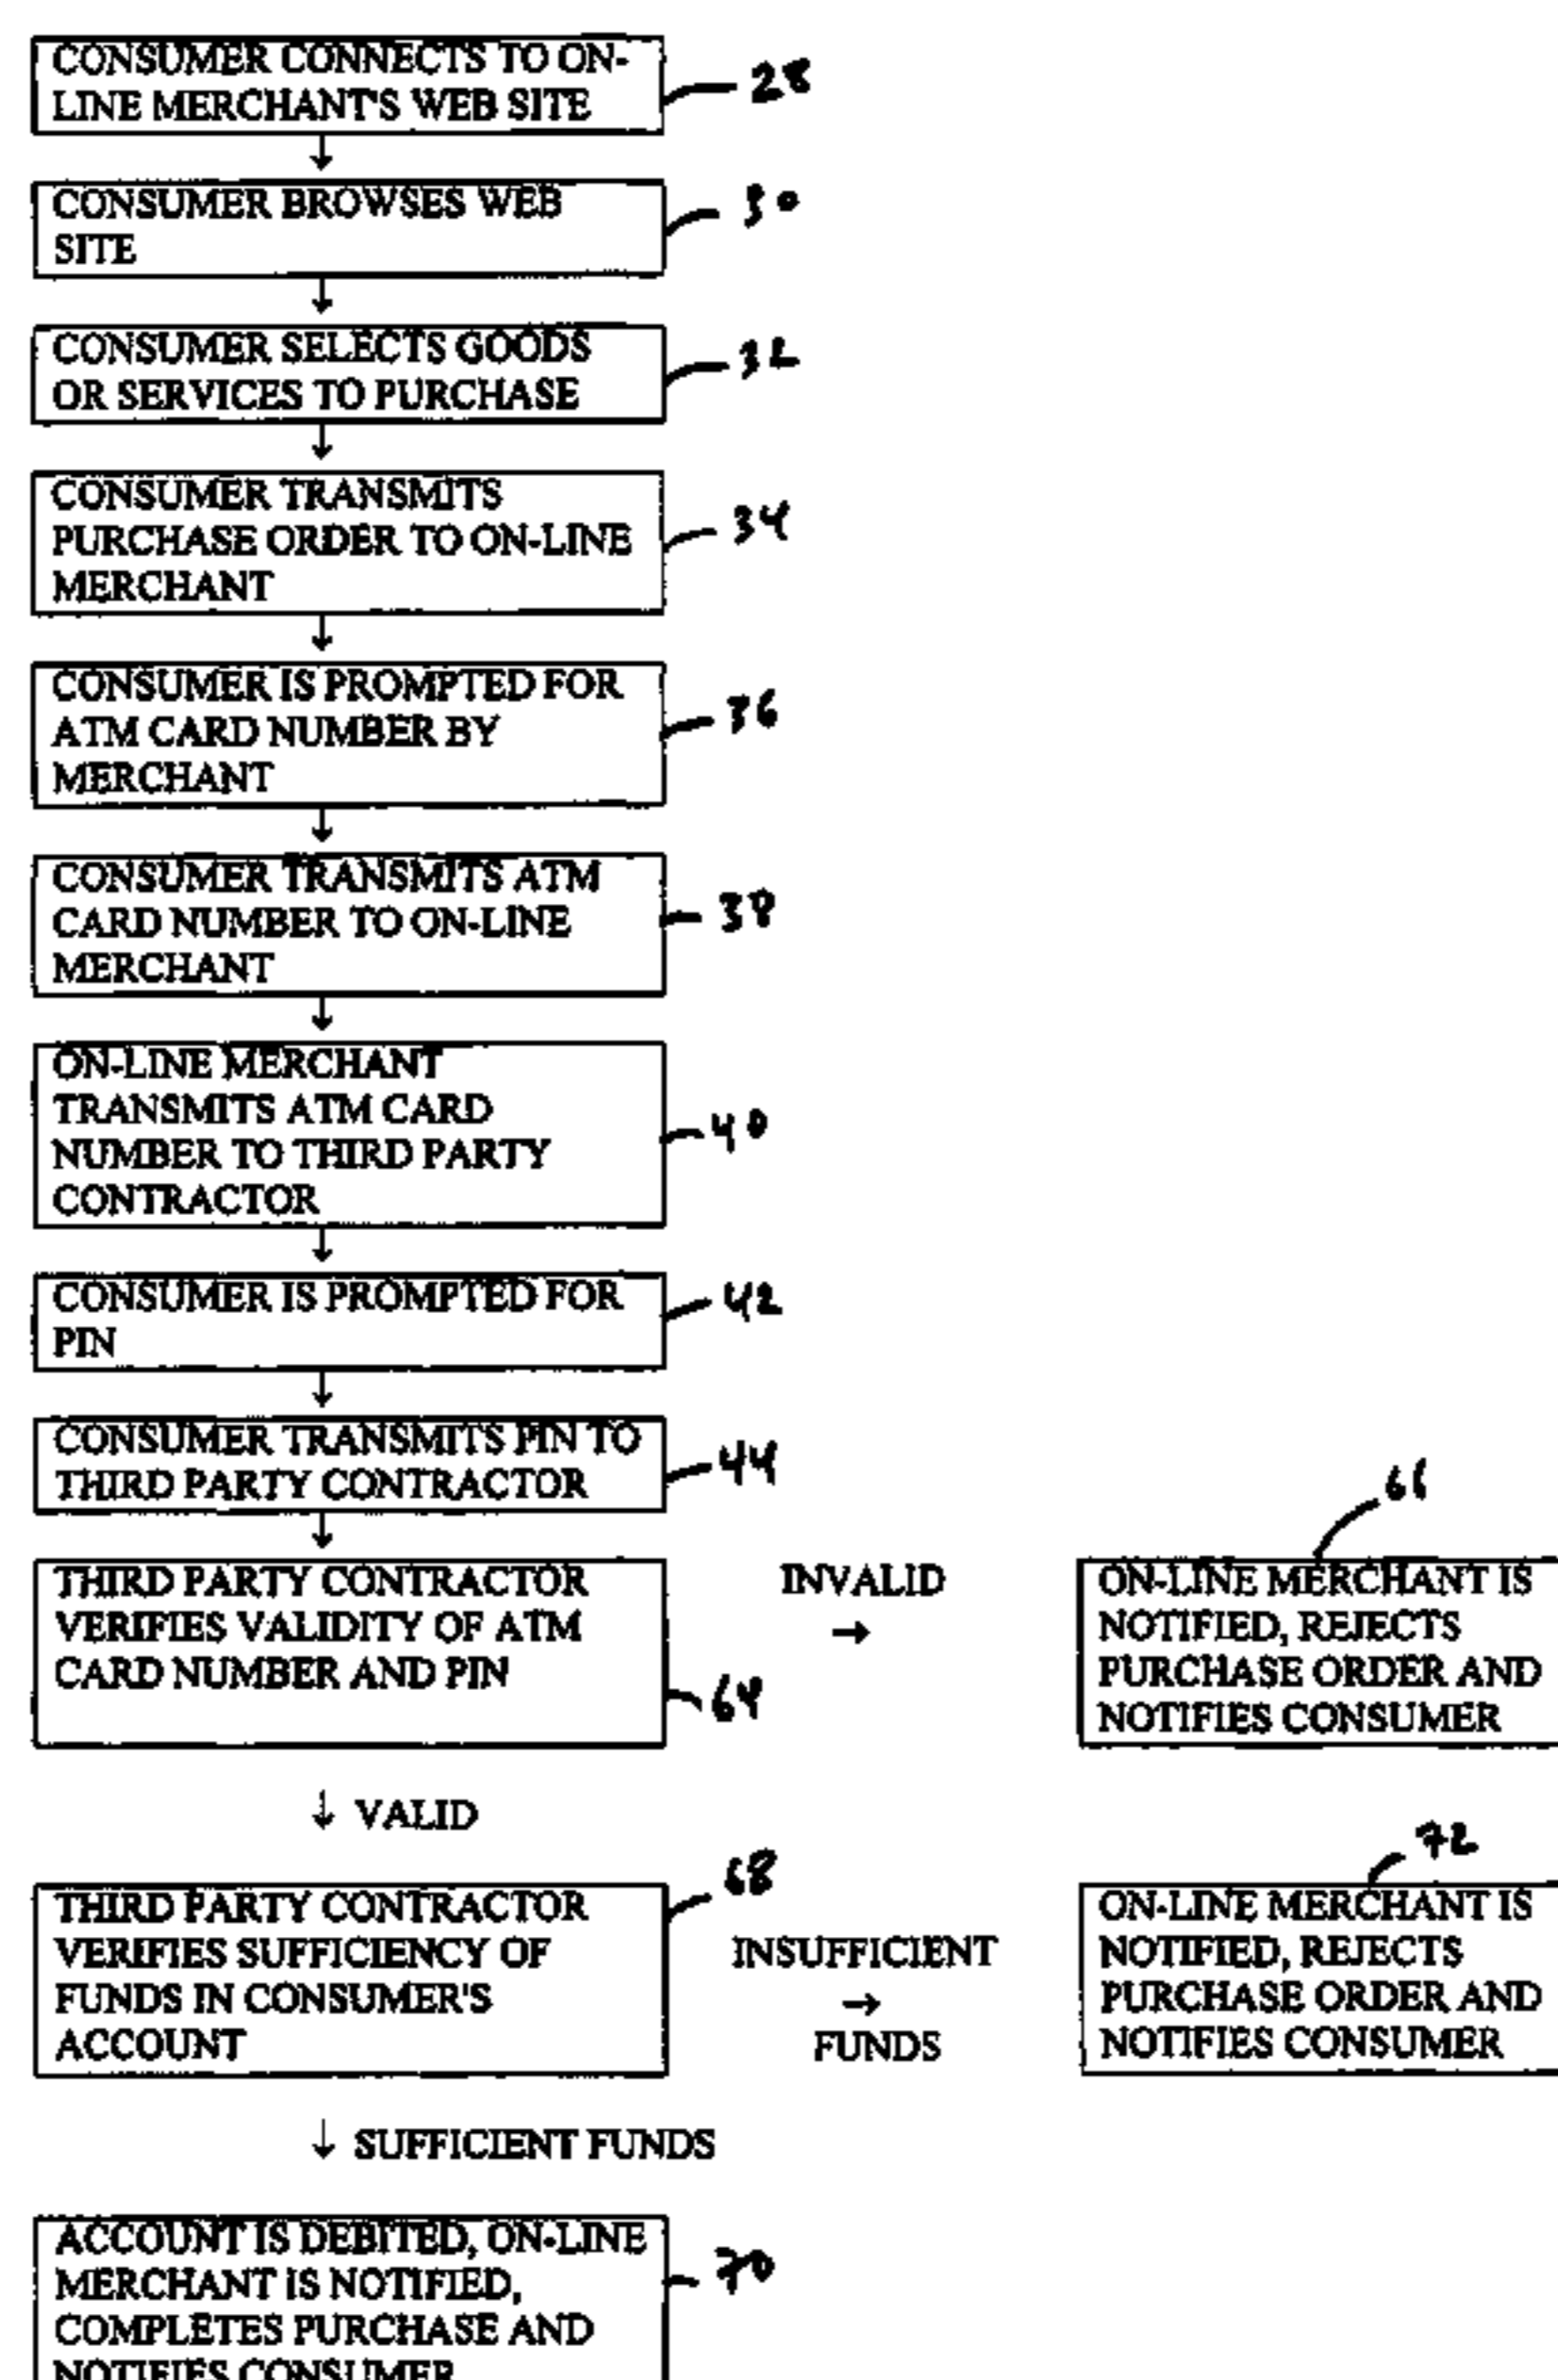 CONSUMER CONNECTS TO ON-
LINE MERCHANT'S WEB SITE
28
CONSUMER BROWSES WEB
SITE
30
CONSUMER SELECTS GOODS
OR SERVICES TO PURCHASE
32
CONSUMER TRANSMITS
PURCHASE ORDER TO ON-LINE
MERCHANT
34
CONSUMER IS PROMPTED FOR
ATM CARD NUMBER BY
MERCHANT
36
CONSUMER TRANSMITS ATM
CARD NUMBER TO ON-LINE
MERCHANT
38
ON-LINE MERCHANT
TRANSMITS ATM CARD
NUMBER TO THIRD PARTY
CONTRACTOR
40
CONSUMER IS PROMPTED FOR
PIN
42
CONSUMER TRANSMITS PIN TO
THIRD PARTY CONTRACTOR
44
THIRD PARTY CONTRACTOR
VERIFIES VALIDITY OF ATM
CARD NUMBER AND PIN
64
INVALID
66
ON-LINE MERCHANT IS
NOTIFIED, REJECTS
PURCHASE ORDER AND
NOTIFIES CONSUMER
VALID
THIRD PARTY CONTRACTOR
VERIFIES SUFFICIENCY OF
FUNDS IN CONSUMER'S
ACCOUNT
68
INSUFFICIENT
FUNDS
72
ON-LINE MERCHANT IS
NOTIFIED, REJECTS
PURCHASE ORDER AND
NOTIFIES CONSUMER
SUFFICIENT FUNDS
ACCOUNT IS DEBITED, ON-LINE
MERCHANT IS NOTIFIED,
COMPLETES PURCHASE AND
NOTIFIES CONSUMER
70